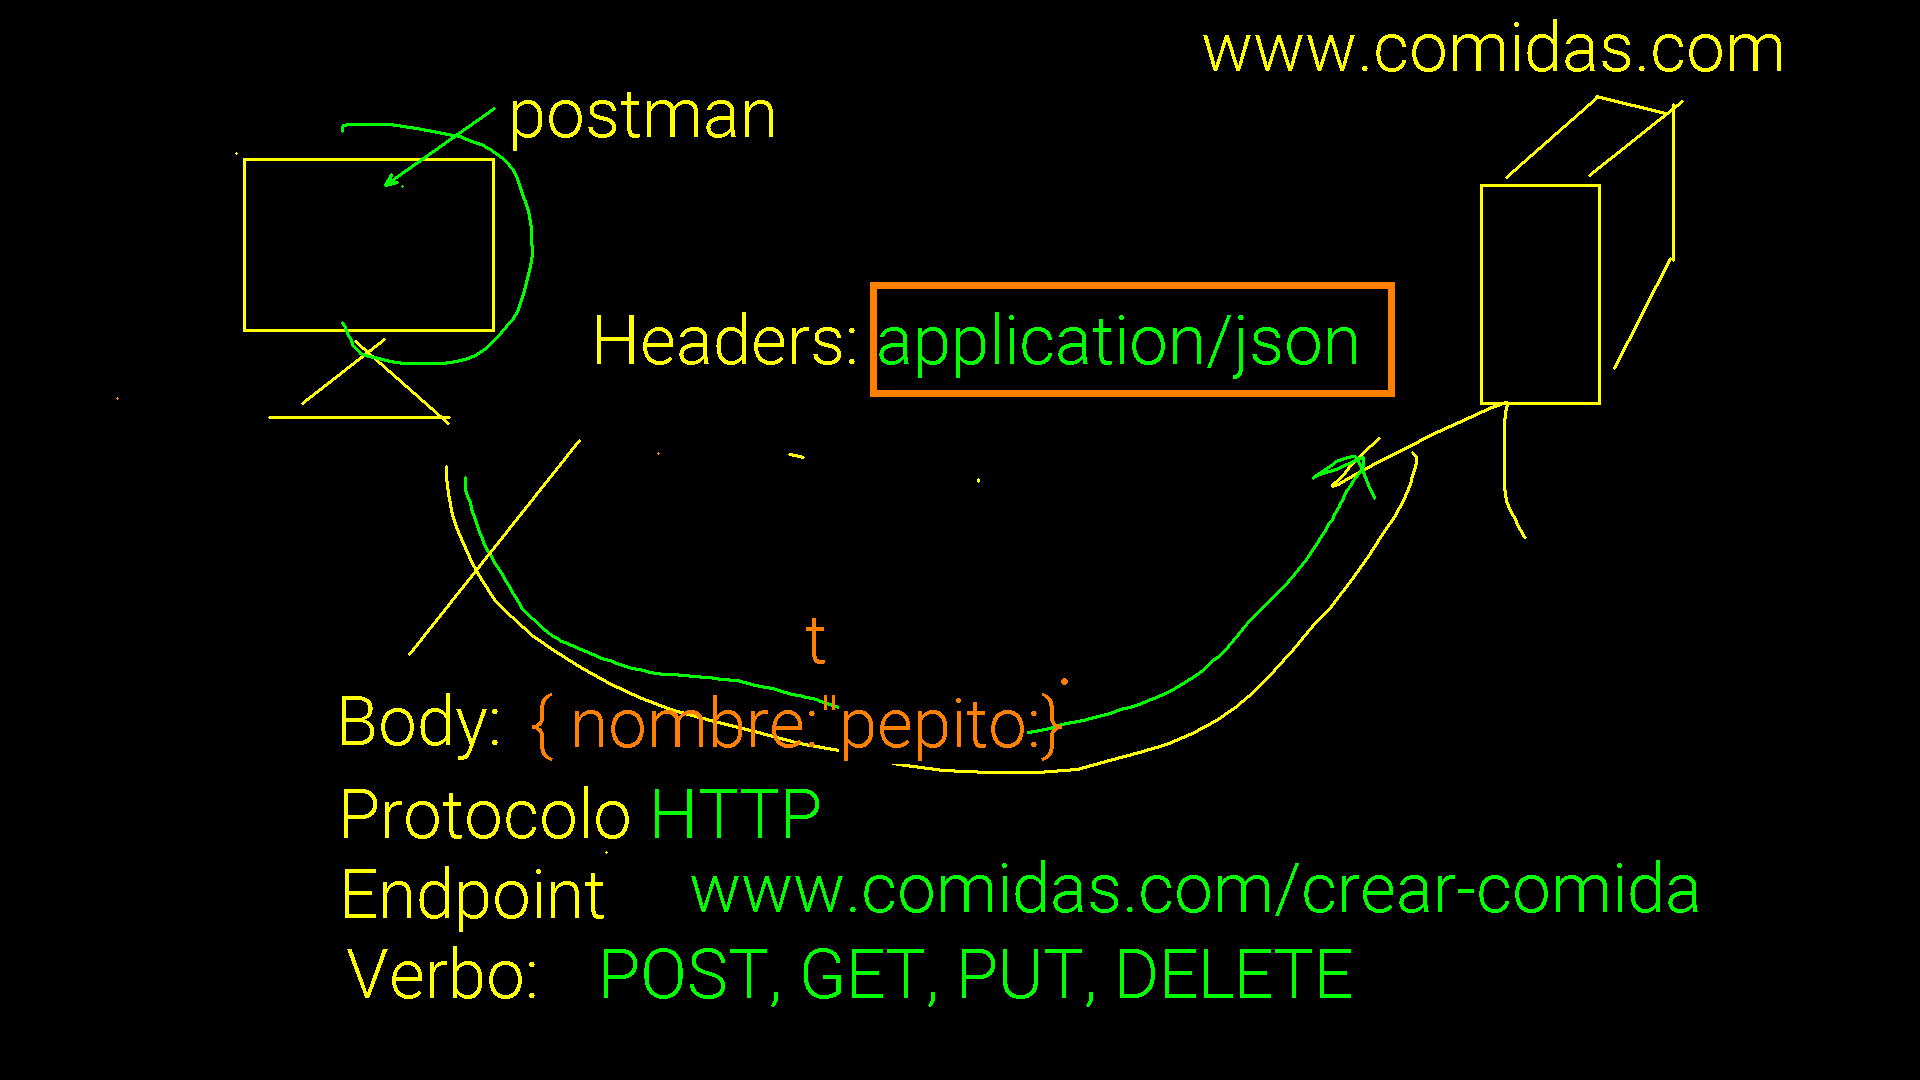 www.comidas.com
postman
Headers: application/json
t
Body: { nombre:"pepito:}
Protocolo HTTP
Endpoint www.comidas.com/crear-comida
Verbo: POST, GET, PUT, DELETE